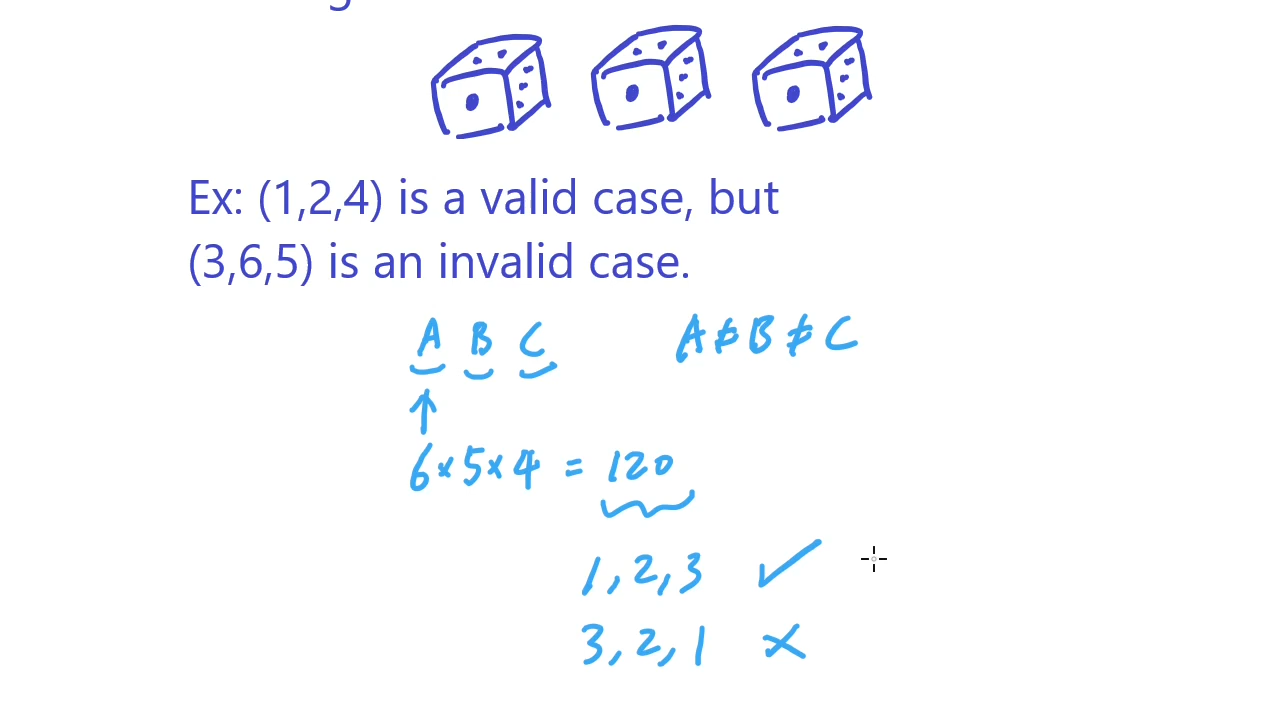 Ex: (1,2,4) is a valid case, but
(3,6,5) is an invalid case.
A B C A ≠ B ≠ C
6×5×4 = 120
1,2,3
3,2,1